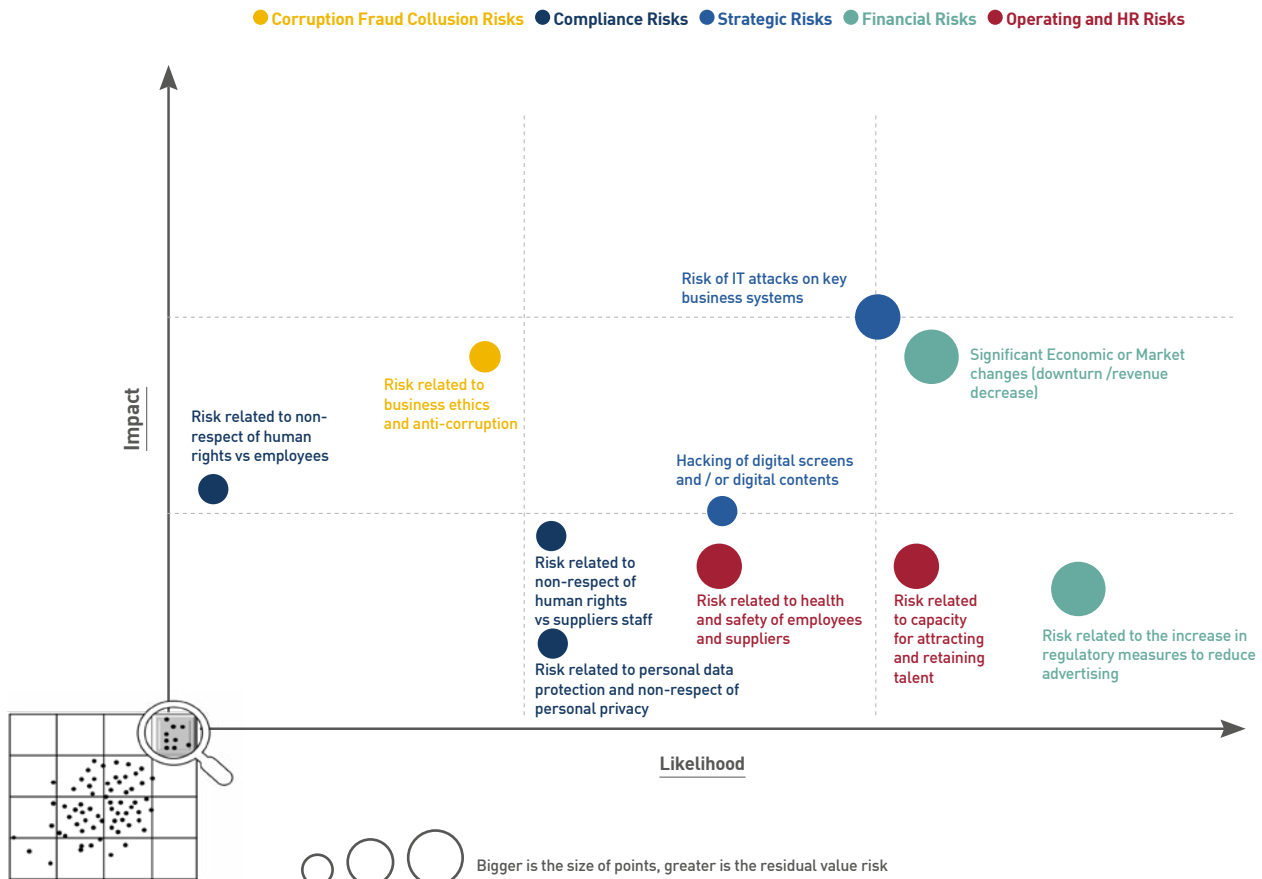 Corruption Fraud Collusion Risks Compliance Risks Strategic Risks Financial Risks Operating and HR Risks
Risk of IT attacks on key
business systems
Significant Economic or Market
changes (downturn /revenue
decrease)
Risk related to
business ethics
and anti-corruption
Impact
Risk related to non-
respect of human
rights vs employees
Hacking of digital screens
and / or digital contents
Risk related to
non-respect of
human rights
vs suppliers staff
Risk related to health
and safety of employees
and suppliers
Risk related
to capacity
for attracting
and retaining
talent
Risk related to the increase in
regulatory measures to reduce
advertising
Risk related to personal data
protection and non-respect of
personal privacy
Likelihood
Bigger is the size of points, greater is the residual value risk